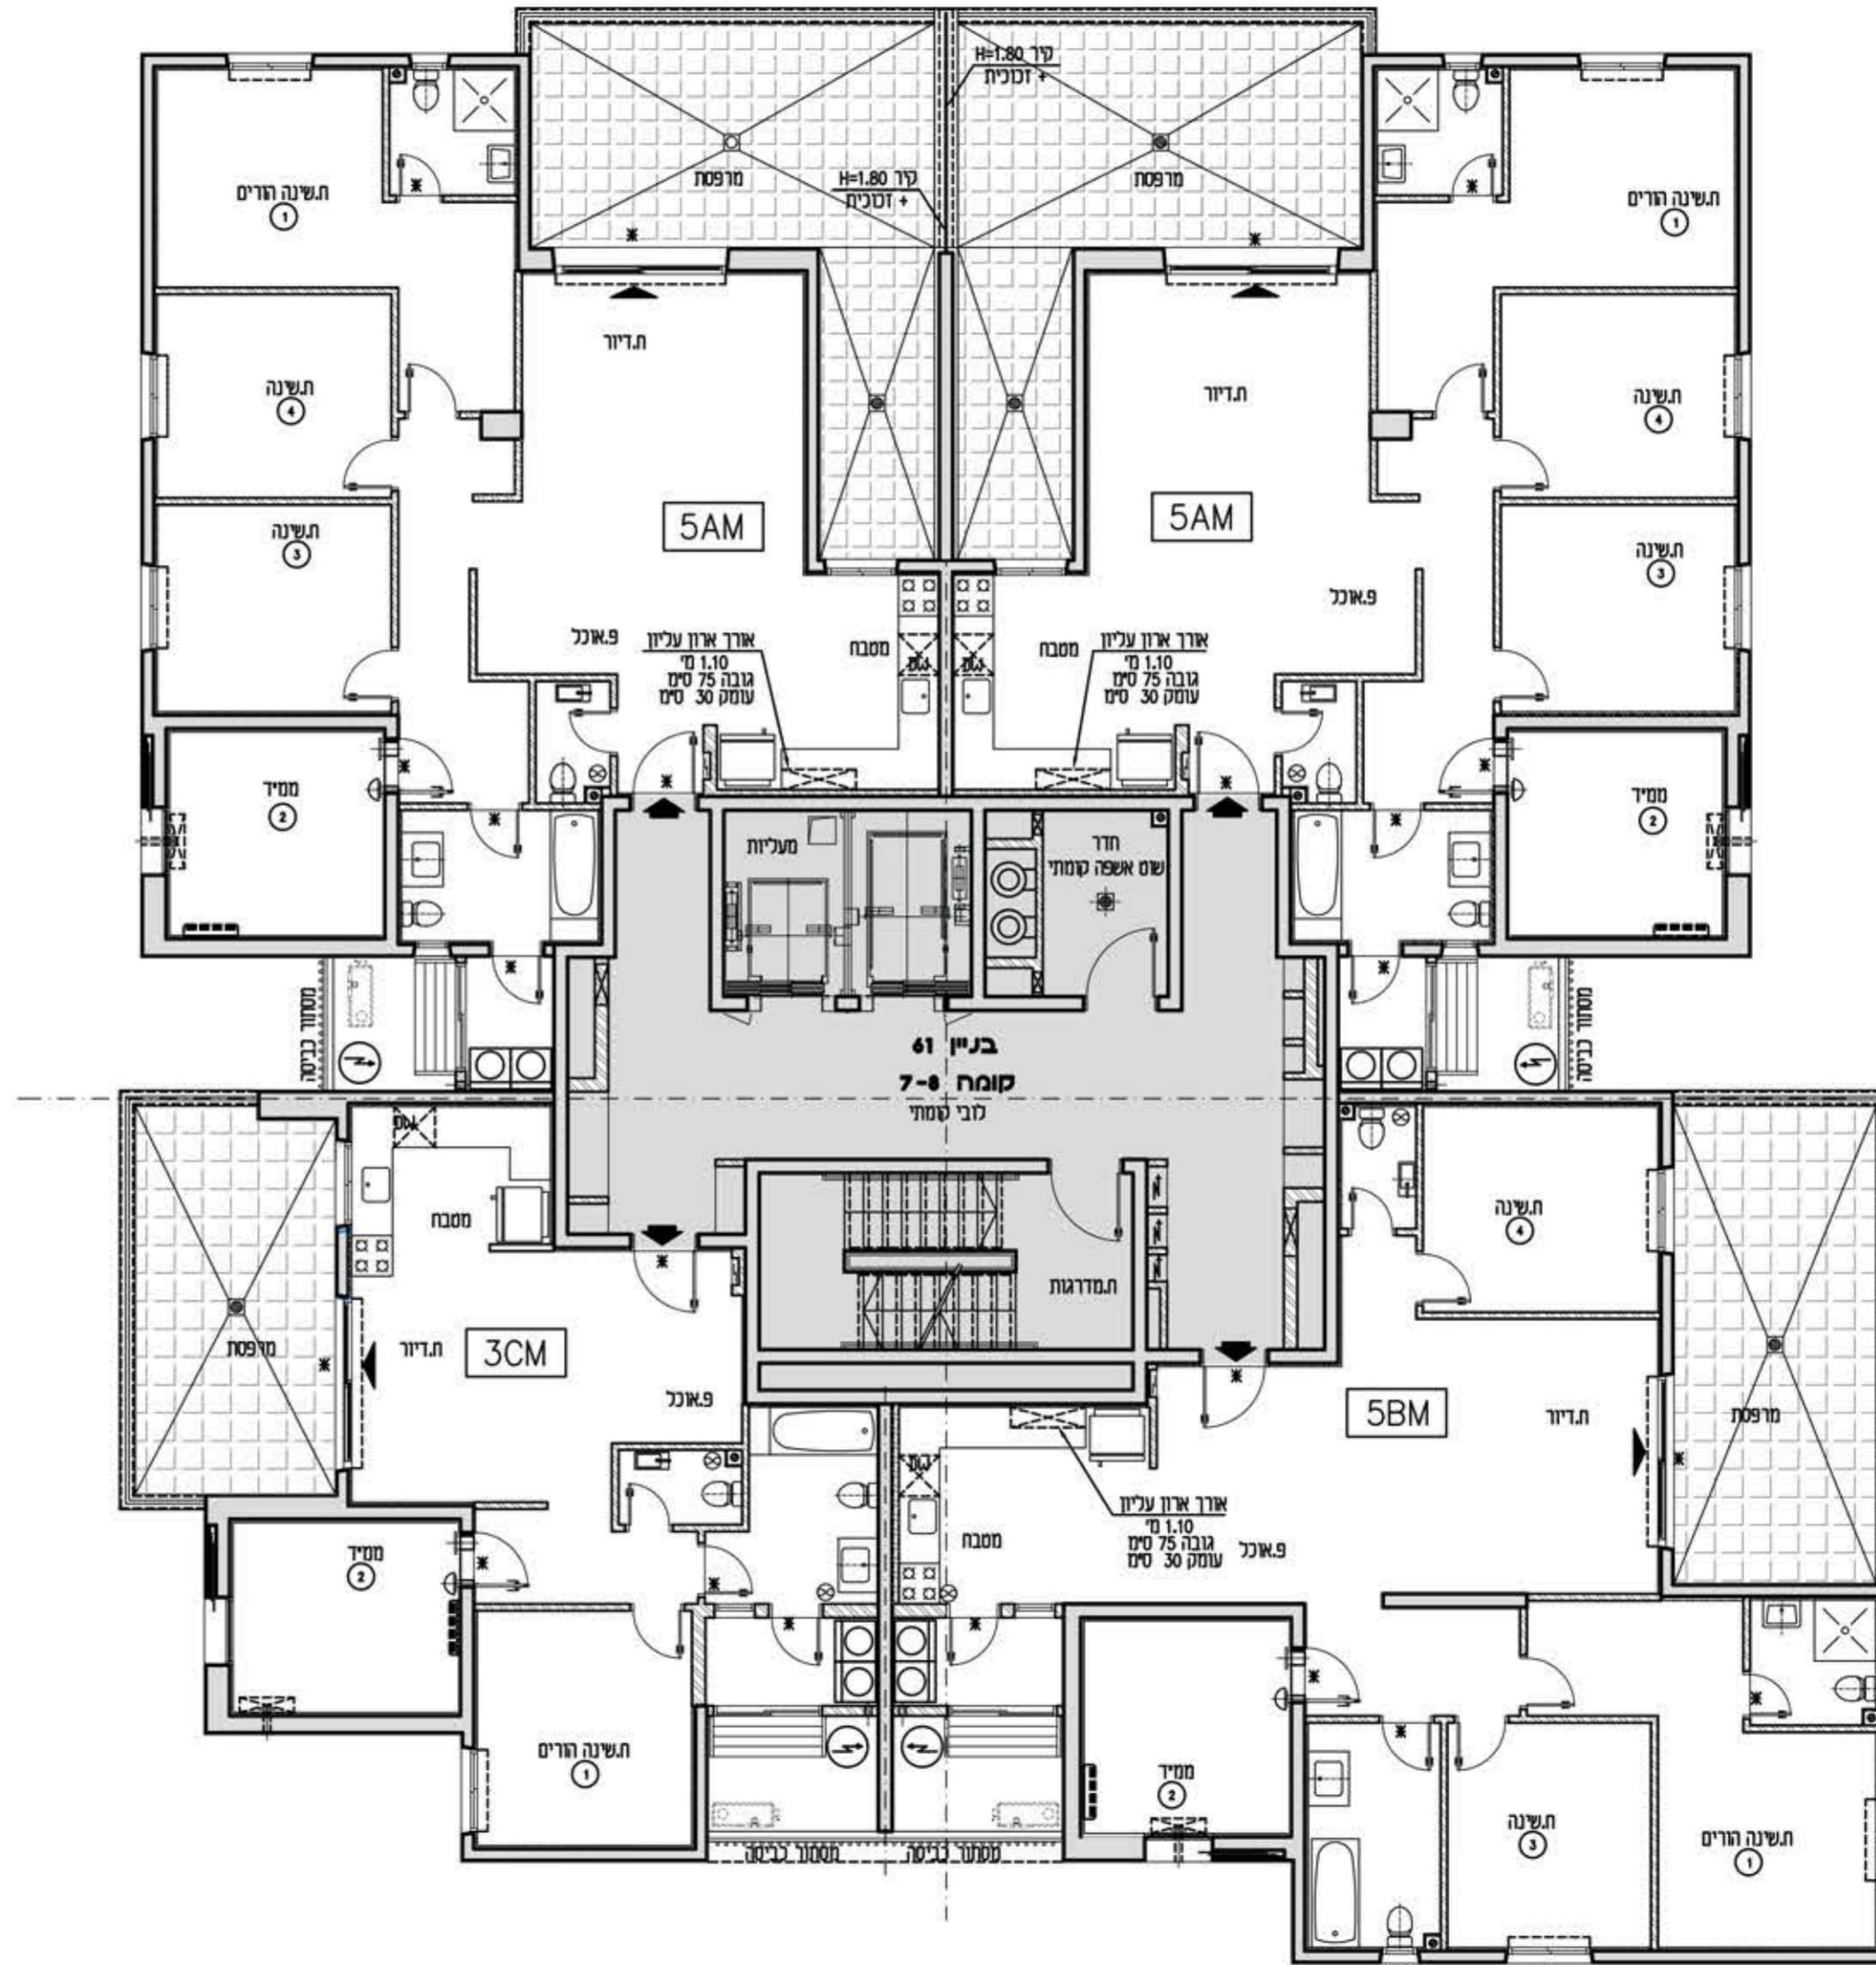 קיר H=1.80
+ זכוכית
קיר H=1.80
+ זכוכית
מרפסת
מרפסת
ח.שינה הורים
1
ח.שינה הורים
1
ח.דיור
ח.דיור
ח.שינה
4
ח.שינה
4
5AM
5AM
ח.שינה
3
ח.שינה
3
פ.אוכל
פ.אוכל
אורך ארון עליון
1.10 מ'
גובה 75 ס"מ
עומק 30 ס"מ
מטבח
מטבח
אורך ארון עליון
1.10 מ'
גובה 75 ס"מ
עומק 30 ס"מ
ממ"ד
2
ממ"ד
2
מעליות
חדר
שוט אשפה קומתי
מסתור כביסה
מסתור כביסה
בניין 61
קומה 7-8
לובי קומתי
מטבח
ח.שינה
4
ח.מדרגות
מרפסת
ח.דיור
3CM
פ.אוכל
5BM
ח.דיור
מרפסת
אורך ארון עליון
1.10 מ'
גובה 75 ס"מ
עומק 30 ס"מ
מטבח
פ.אוכל
ממ"ד
2
ח.שינה הורים
1
ממ"ד
2
ח.שינה
3
ח.שינה הורים
1
מסתור כביסה
מסתור כביסה